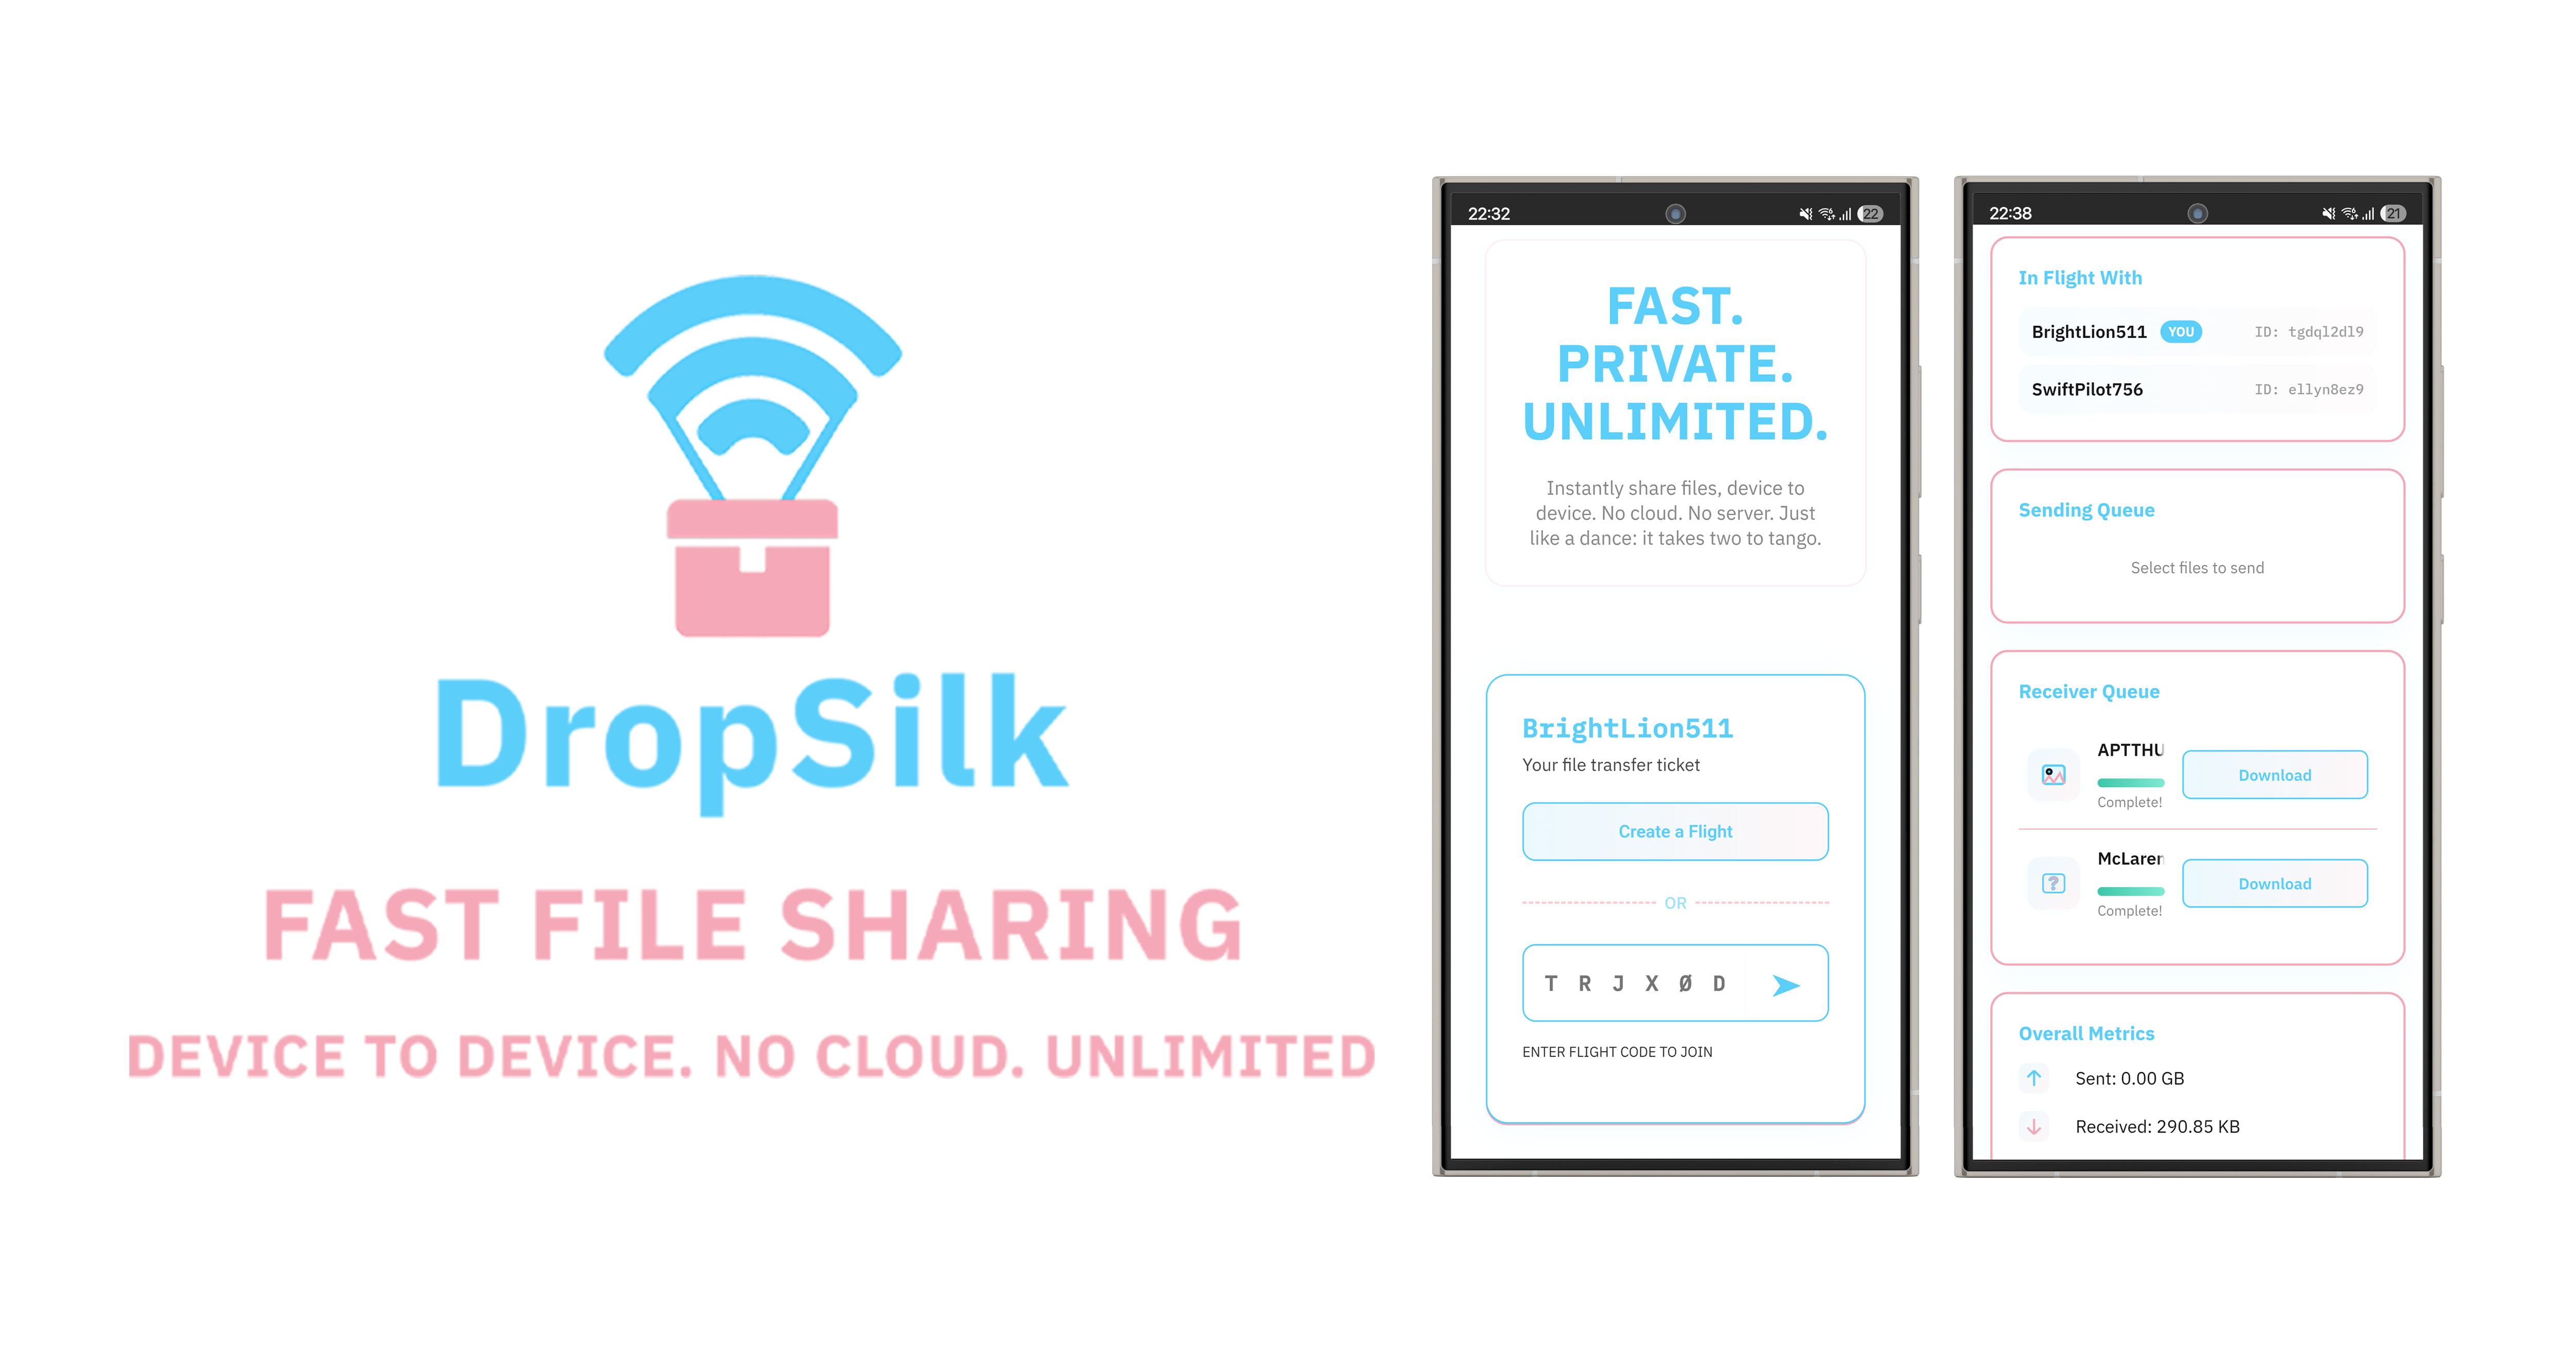 DropSilk
FAST FILE SHARING
DEVICE TO DEVICE. NO CLOUD. UNLIMITED
22:32
22
FAST.
PRIVATE.
UNLIMITED.
Instantly share files, device to
device. No cloud. No server. Just
like a dance: it takes two to tango.
BrightLion511
Your file transfer ticket
Create a Flight
OR
T R J X Ø D
ENTER FLIGHT CODE TO JOIN
22:38
21
In Flight With
BrightLion511 YOU ID: tgdql2dl9
SwiftPilot756 ID: ellyn8ez9
Sending Queue
Select files to send
Receiver Queue
APTTHU
Complete!
Download
McLaren
Complete!
Download
Overall Metrics
Sent: 0.00 GB
Received: 290.85 KB